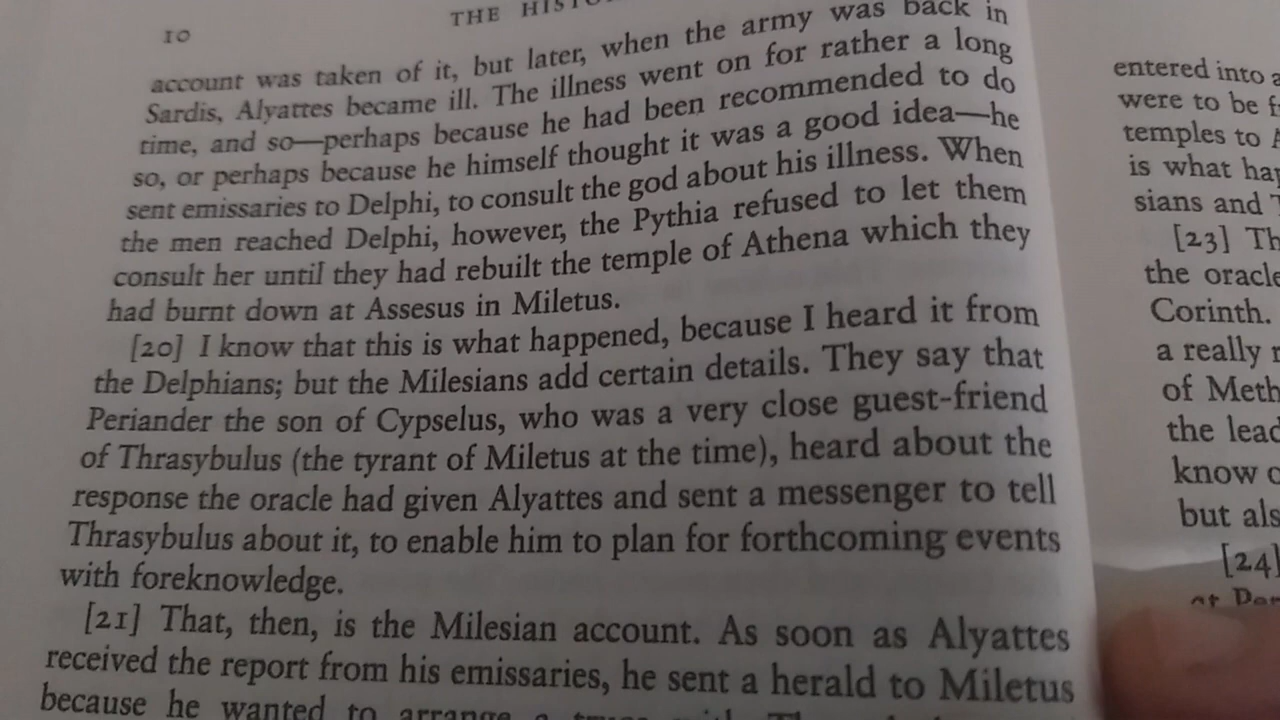 10
THE
account was taken of it, but later, when the army was back in
Sardis, Alyattes became ill. The illness went on for rather a long
time, and so—perhaps because he had been recommended to do
so, or perhaps because he himself thought it was a good idea—he
sent emissaries to Delphi, to consult the god about his illness. When
the men reached Delphi, however, the Pythia refused to let them
consult her until they had rebuilt the temple of Athena which they
had burnt down at Assesus in Miletus.
[20] I know that this is what happened, because I heard it from
the Delphians; but the Milesians add certain details. They say that
Periander the son of Cypselus, who was a very close guest-friend
of Thrasybulus (the tyrant of Miletus at the time), heard about the
response the oracle had given Alyattes and sent a messenger to tell
Thrasybulus about it, to enable him to plan for forthcoming events
with foreknowledge.
[21] That, then, is the Milesian account. As soon as Alyattes
received the report from his emissaries, he sent a herald to Miletus
because he wanted to arrange a
entered into a
were to be
temples to
is what
sians and
[23]
the
Corinth.
a really
of
the
know
but
[24]
at